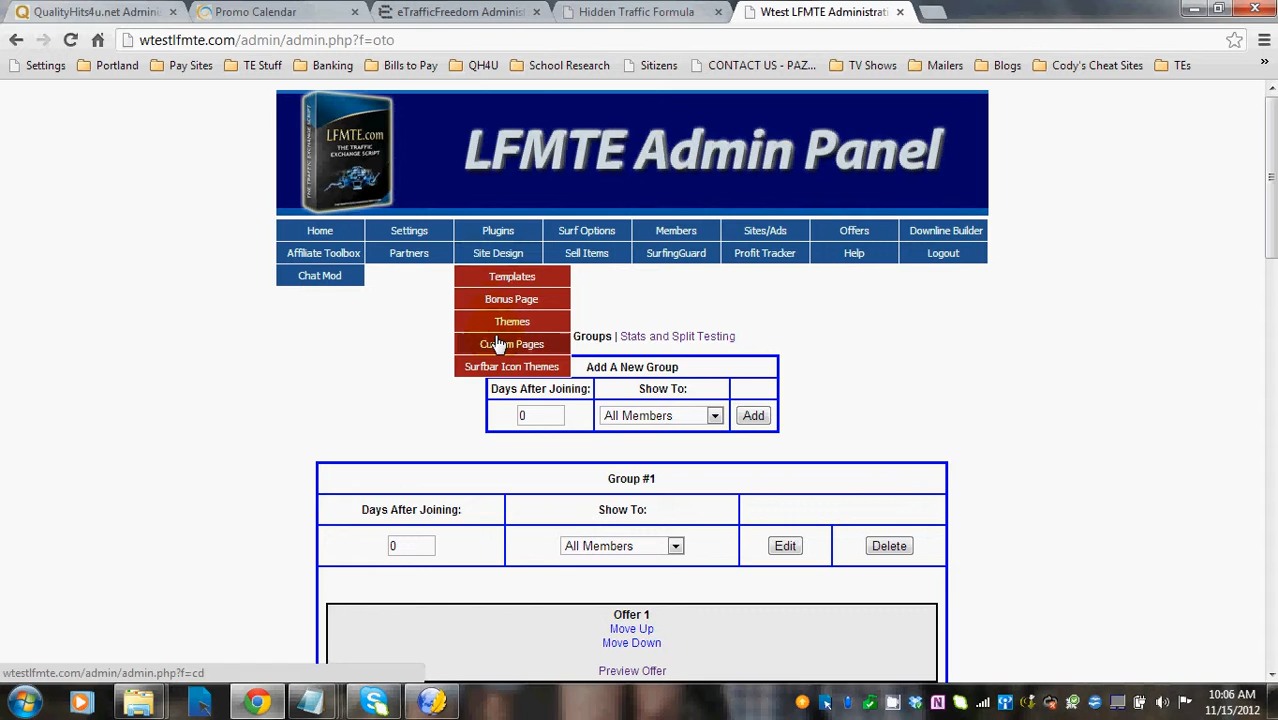 QualityHits4u.net Admini
Promo Calendar
eTrafficFreedom Administ
Hidden Traffic Formula
Wtest LFMTE Administrati
wtestlfmte.com/admin/admin.php?f=oto
Settings
Portland
Pay Sites
TE Stuff
Banking
Bills to Pay
QH4U
School Research
Sitizens
CONTACT US - PAZ...
TV Shows
Mailers
Blogs
Cody's Cheat Sites
TEs
LFMTE.com
THE TRAFFIC
EXCHANGE SCRIPT
LFMTE Admin Panel
Home
Settings
Plugins
Surf Options
Members
Sites/Ads
Offers
Downline Builder
Affiliate Toolbox
Partners
Site Design
Sell Items
SurfingGuard
Profit Tracker
Help
Logout
Chat Mod
Templates
Bonus Page
Themes
Custom Pages
Surfbar Icon Themes
Groups | Stats and Split Testing
Add A New Group
Days After Joining:
Show To:
0
All Members
Add
Group #1
Days After Joining:
Show To:
0
All Members
Edit
Delete
Offer 1
Move Up
Move Down
Preview Offer
wtestlfmte.com/admin/admin.php?f=cd
10:06 AM
11/15/2012